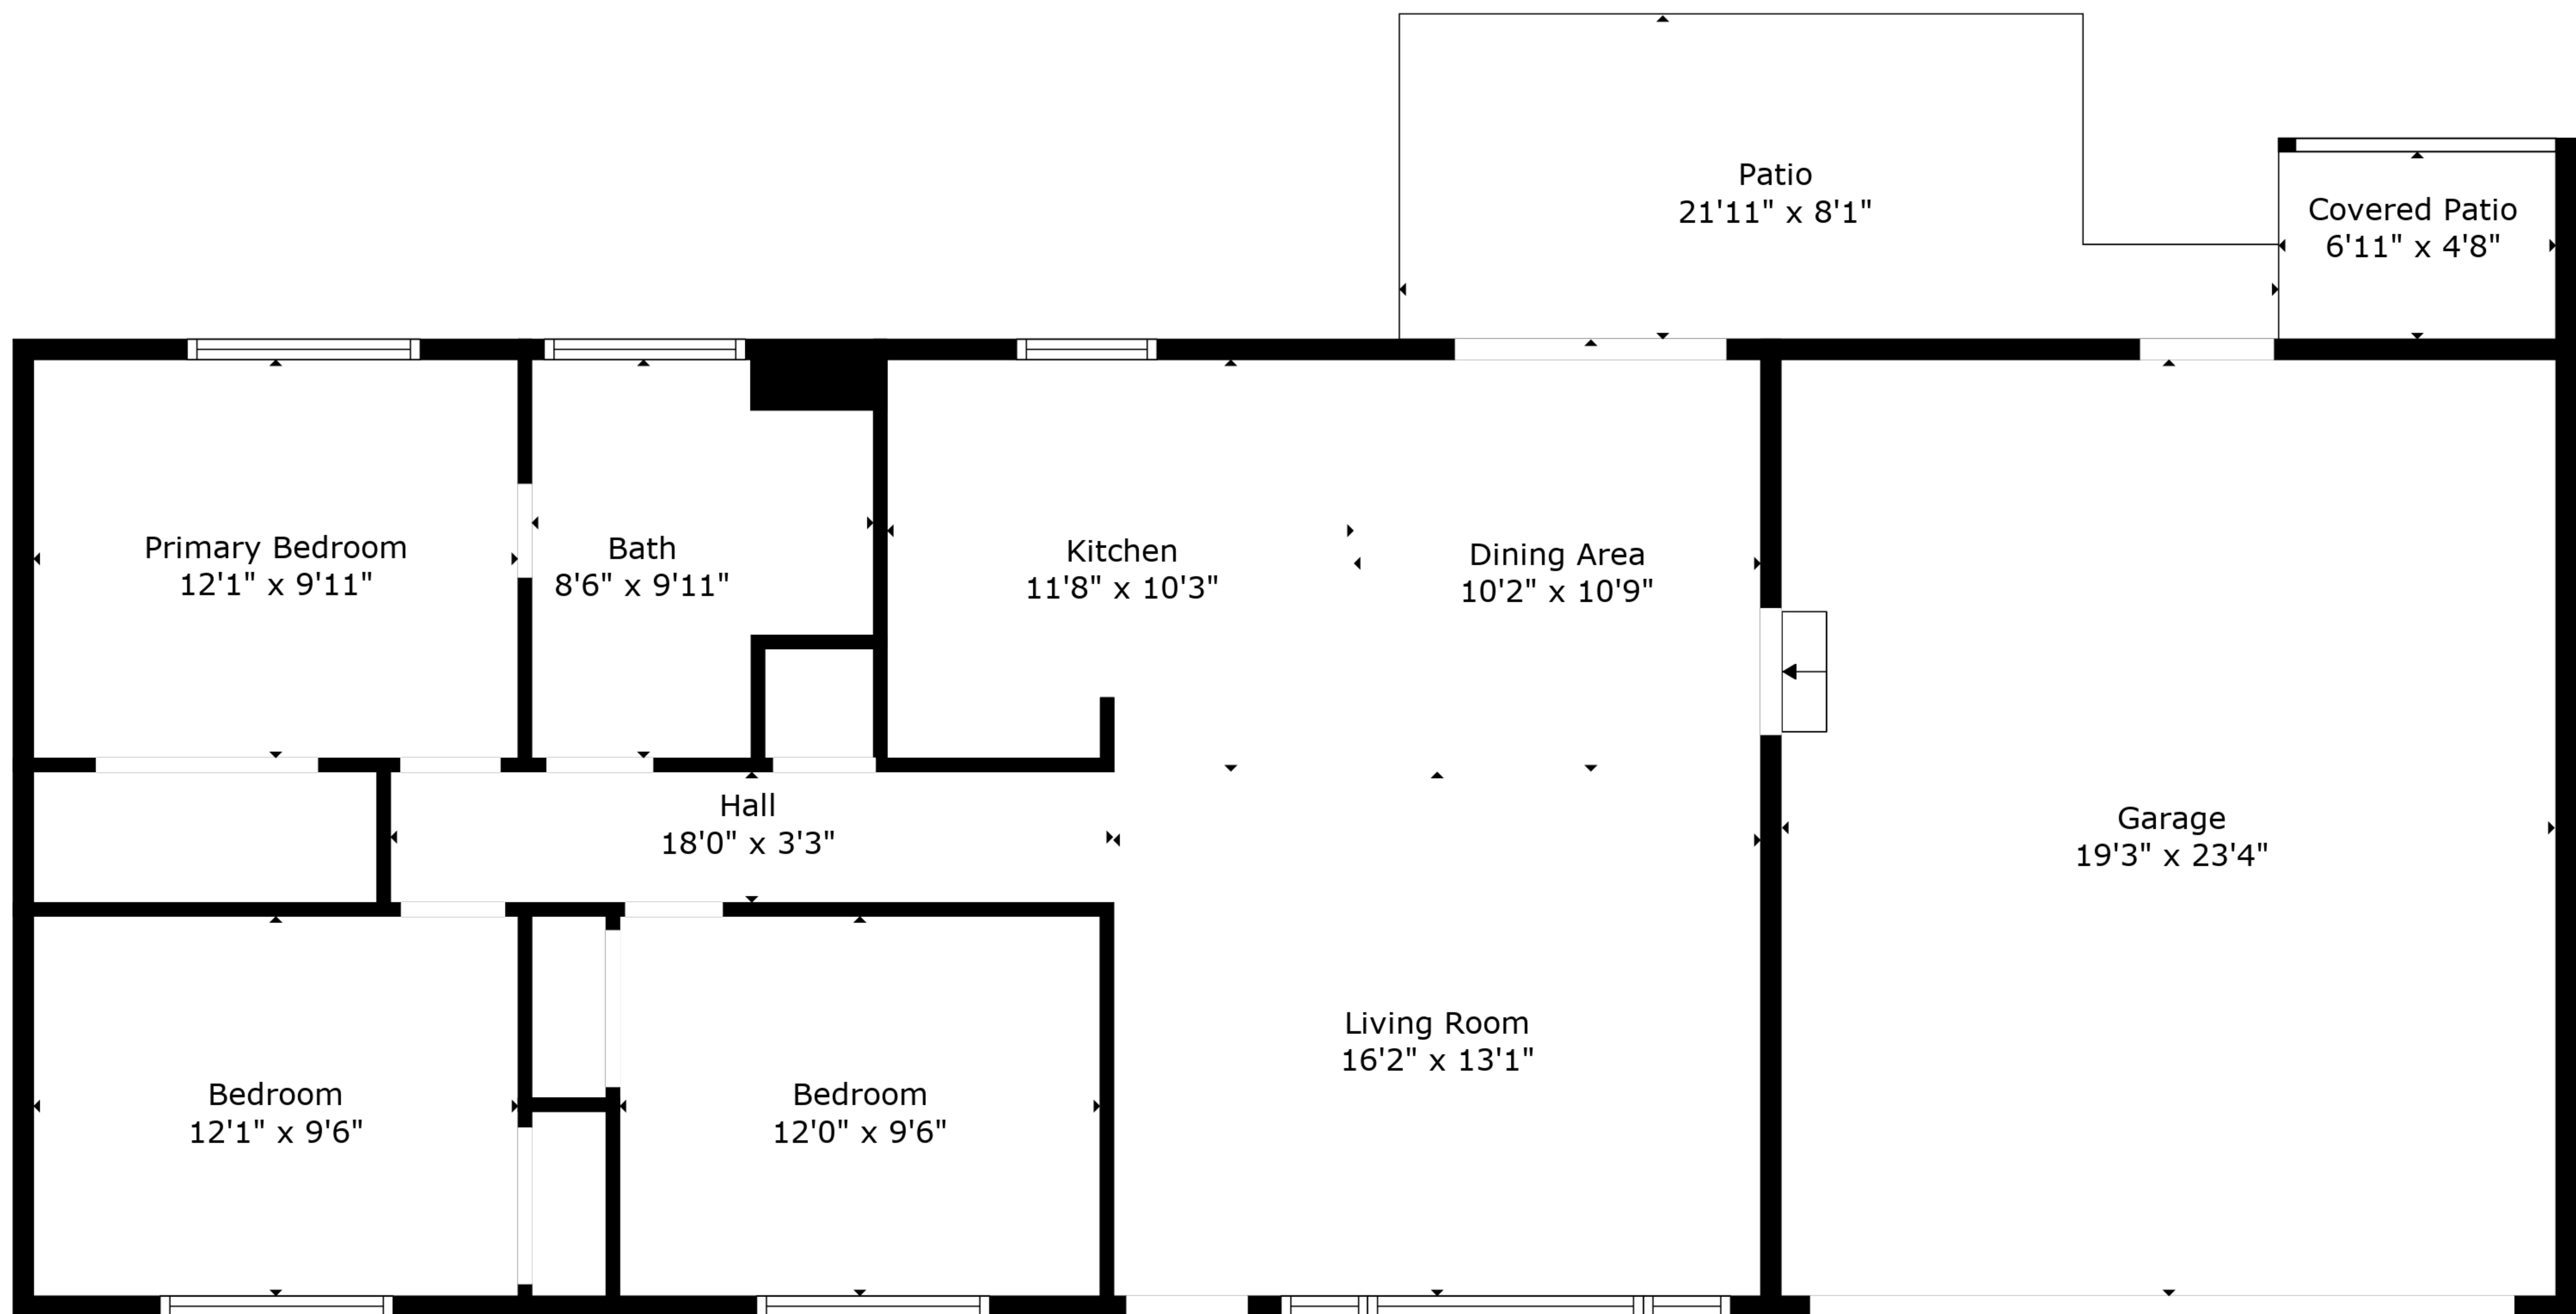 Patio
21'11" x 8'1"
Covered Patio
6'11" x 4'8"
Primary Bedroom
12'1" x 9'11"
Bath
8'6" x 9'11"
Kitchen
11'8" x 10'3"
Dining Area
10'2" x 10'9"
Hall
18'0" x 3'3"
Garage
19'3" x 23'4"
Living Room
16'2" x 13'1"
Bedroom
12'1" x 9'6"
Bedroom
12'0" x 9'6"